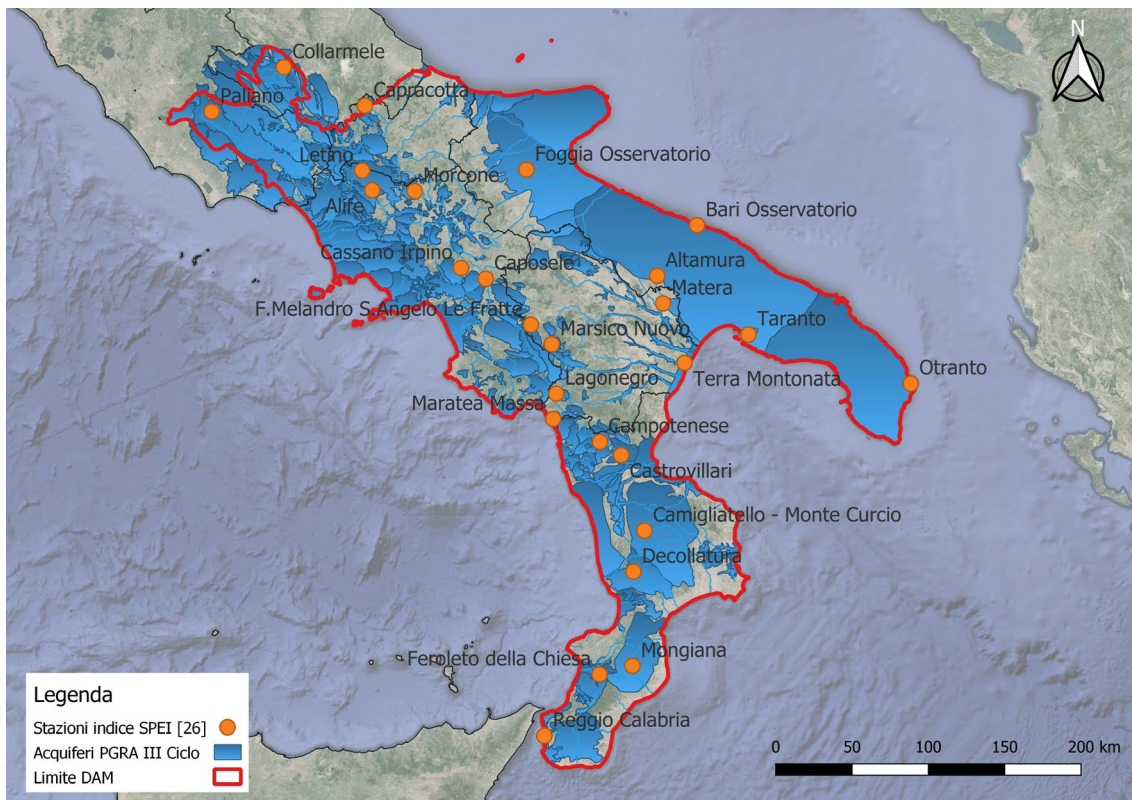 N
Collarmele
Paliano
Capracotta
Letino
Foggia Osservatorio
Morcone
Alife
Bari Osservatorio
Cassano Irpino
Caposele
Altamura
Matera
F.Melandro S.Angelo Le Fratte
Marsico Nuovo
Taranto
Lagonegro
Terra Montonata
Otranto
Maratea Massa
Campotenese
Castrovillari
Camigliatello - Monte Curcio
Decollatura
Feroleto della Chiesa
Mongiana
Reggio Calabria
Legenda
Stazioni indice SPEI [26]
Acquiferi PGRA III Ciclo
Limite DAM
0 50 100 150 200 km